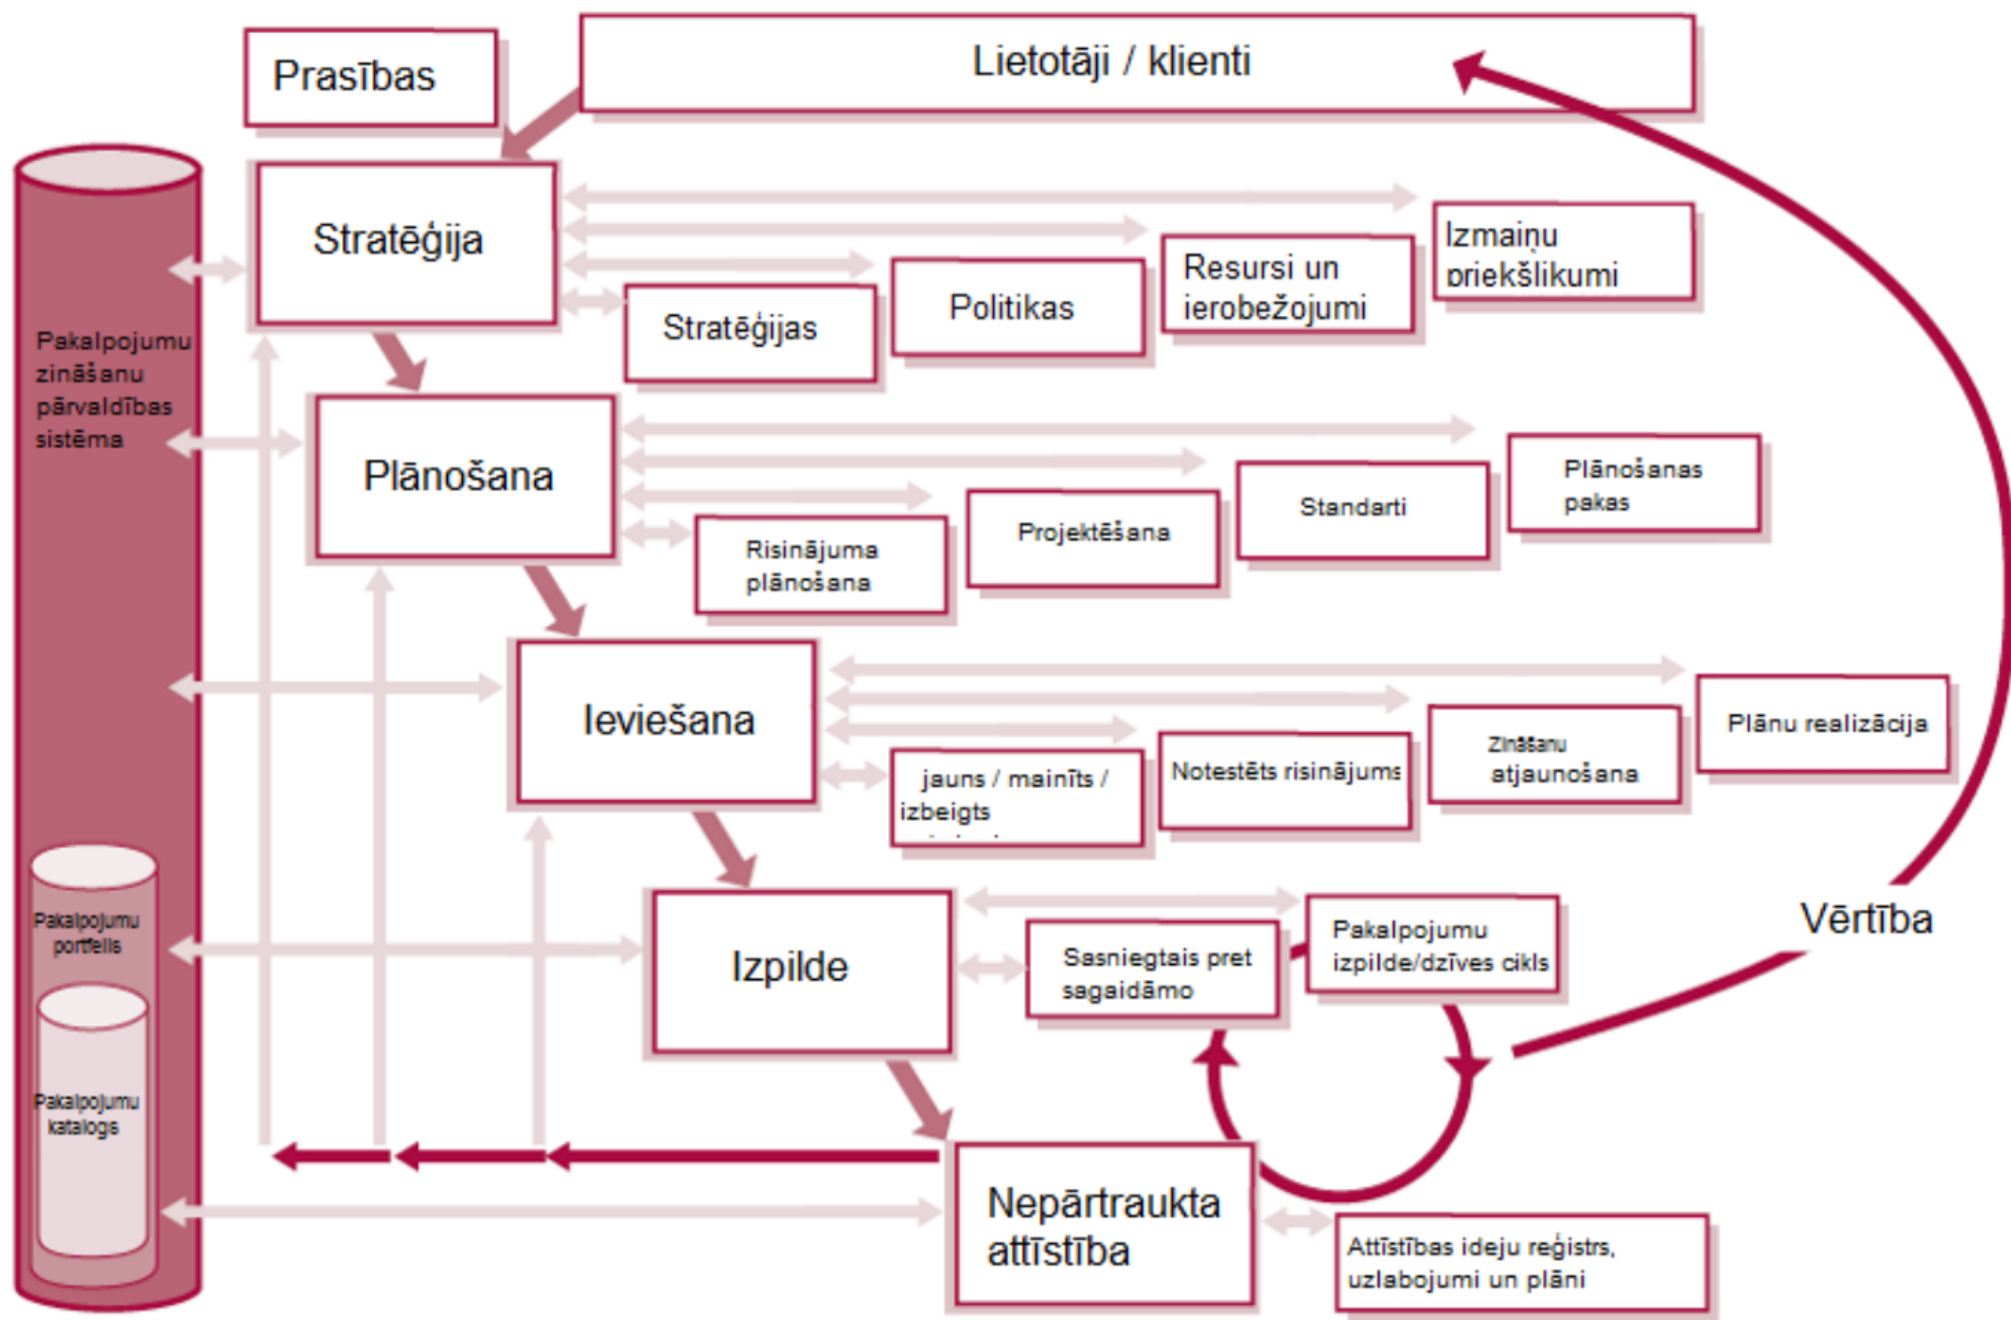 Prasības
Lietotāji / klienti
Stratēģija
Stratēģijas
Politikas
Resursi un
ierobežojumi
Izmaiņu
priekšlikumi
Pakalpojumu
zināšanu
pārvaldības
sistēma
Plānošana
Risinājuma
plānošana
Projektēšana
Standarti
Plānošanas
pakas
Ieviešana
jauns / mainīts /
izbeigts
Notestēts risinājums
Zināšanu
atjaunošana
Plānu realizācija
Izpilde
Sasniegtais pret
sagaidāmo
Pakalpojumu
izpilde/dzīves cikls
Vērtība
Pakalpojumu
portfelis
Pakalpojumu
katalogs
Nepārtraukta
attīstība
Attīstības ideju reģistrs,
uzlabojumi un plāni